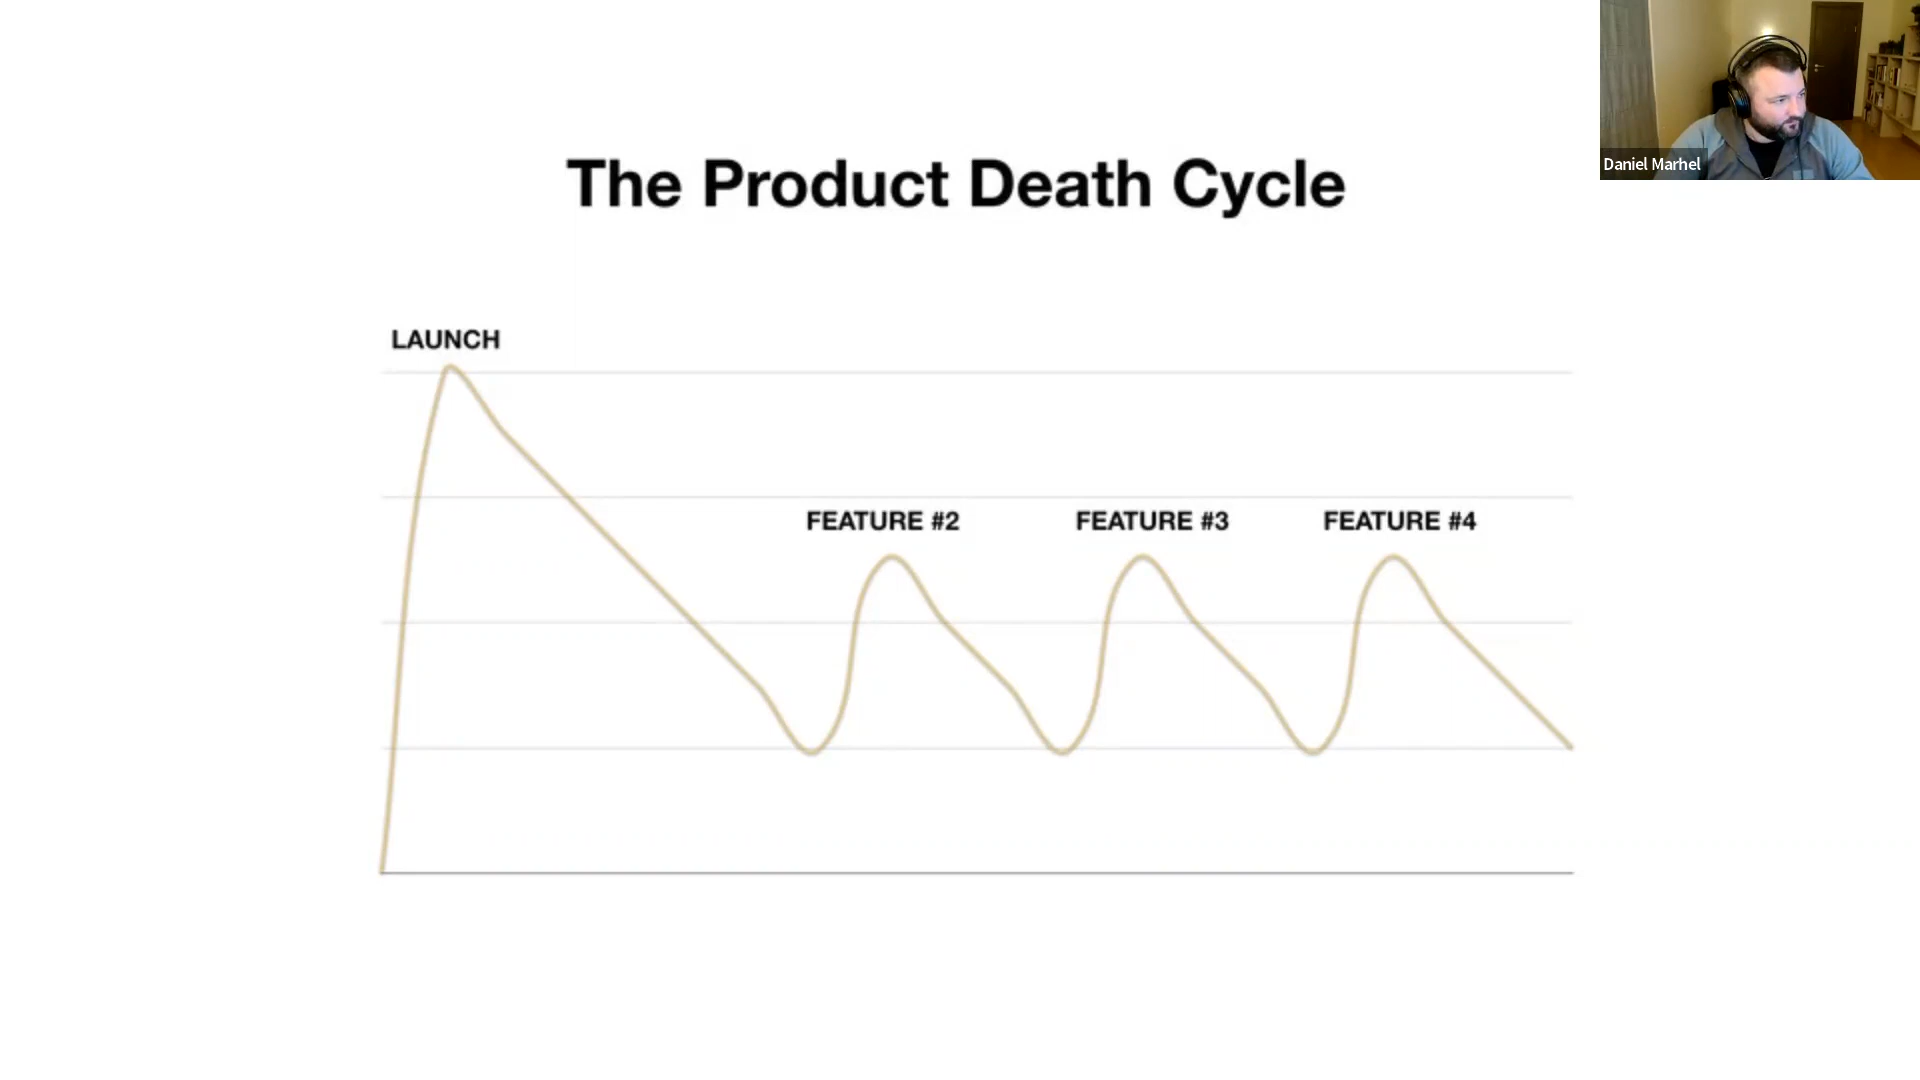 The Product Death Cycle
Daniel Marhel
LAUNCH
FEATURE #2
FEATURE #3
FEATURE #4